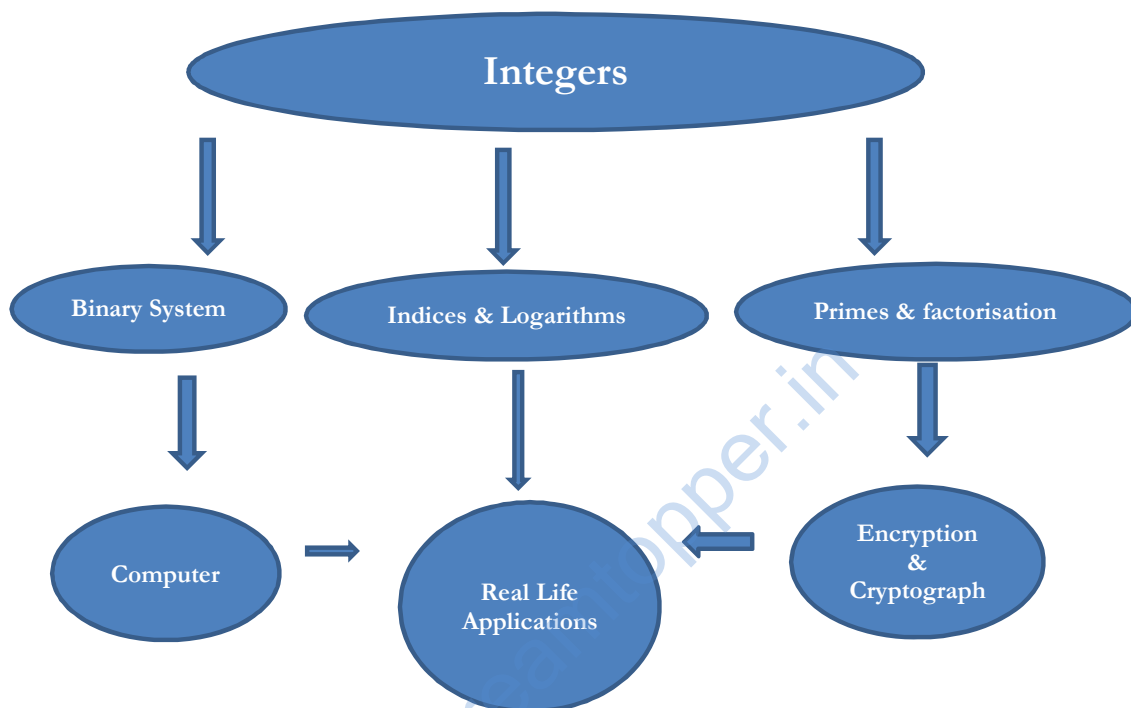 Integers
Binary System
Indices & Logarithms
Primes & factorisation
Computer
Real Life
Applications
Encryption
&
Cryptograph